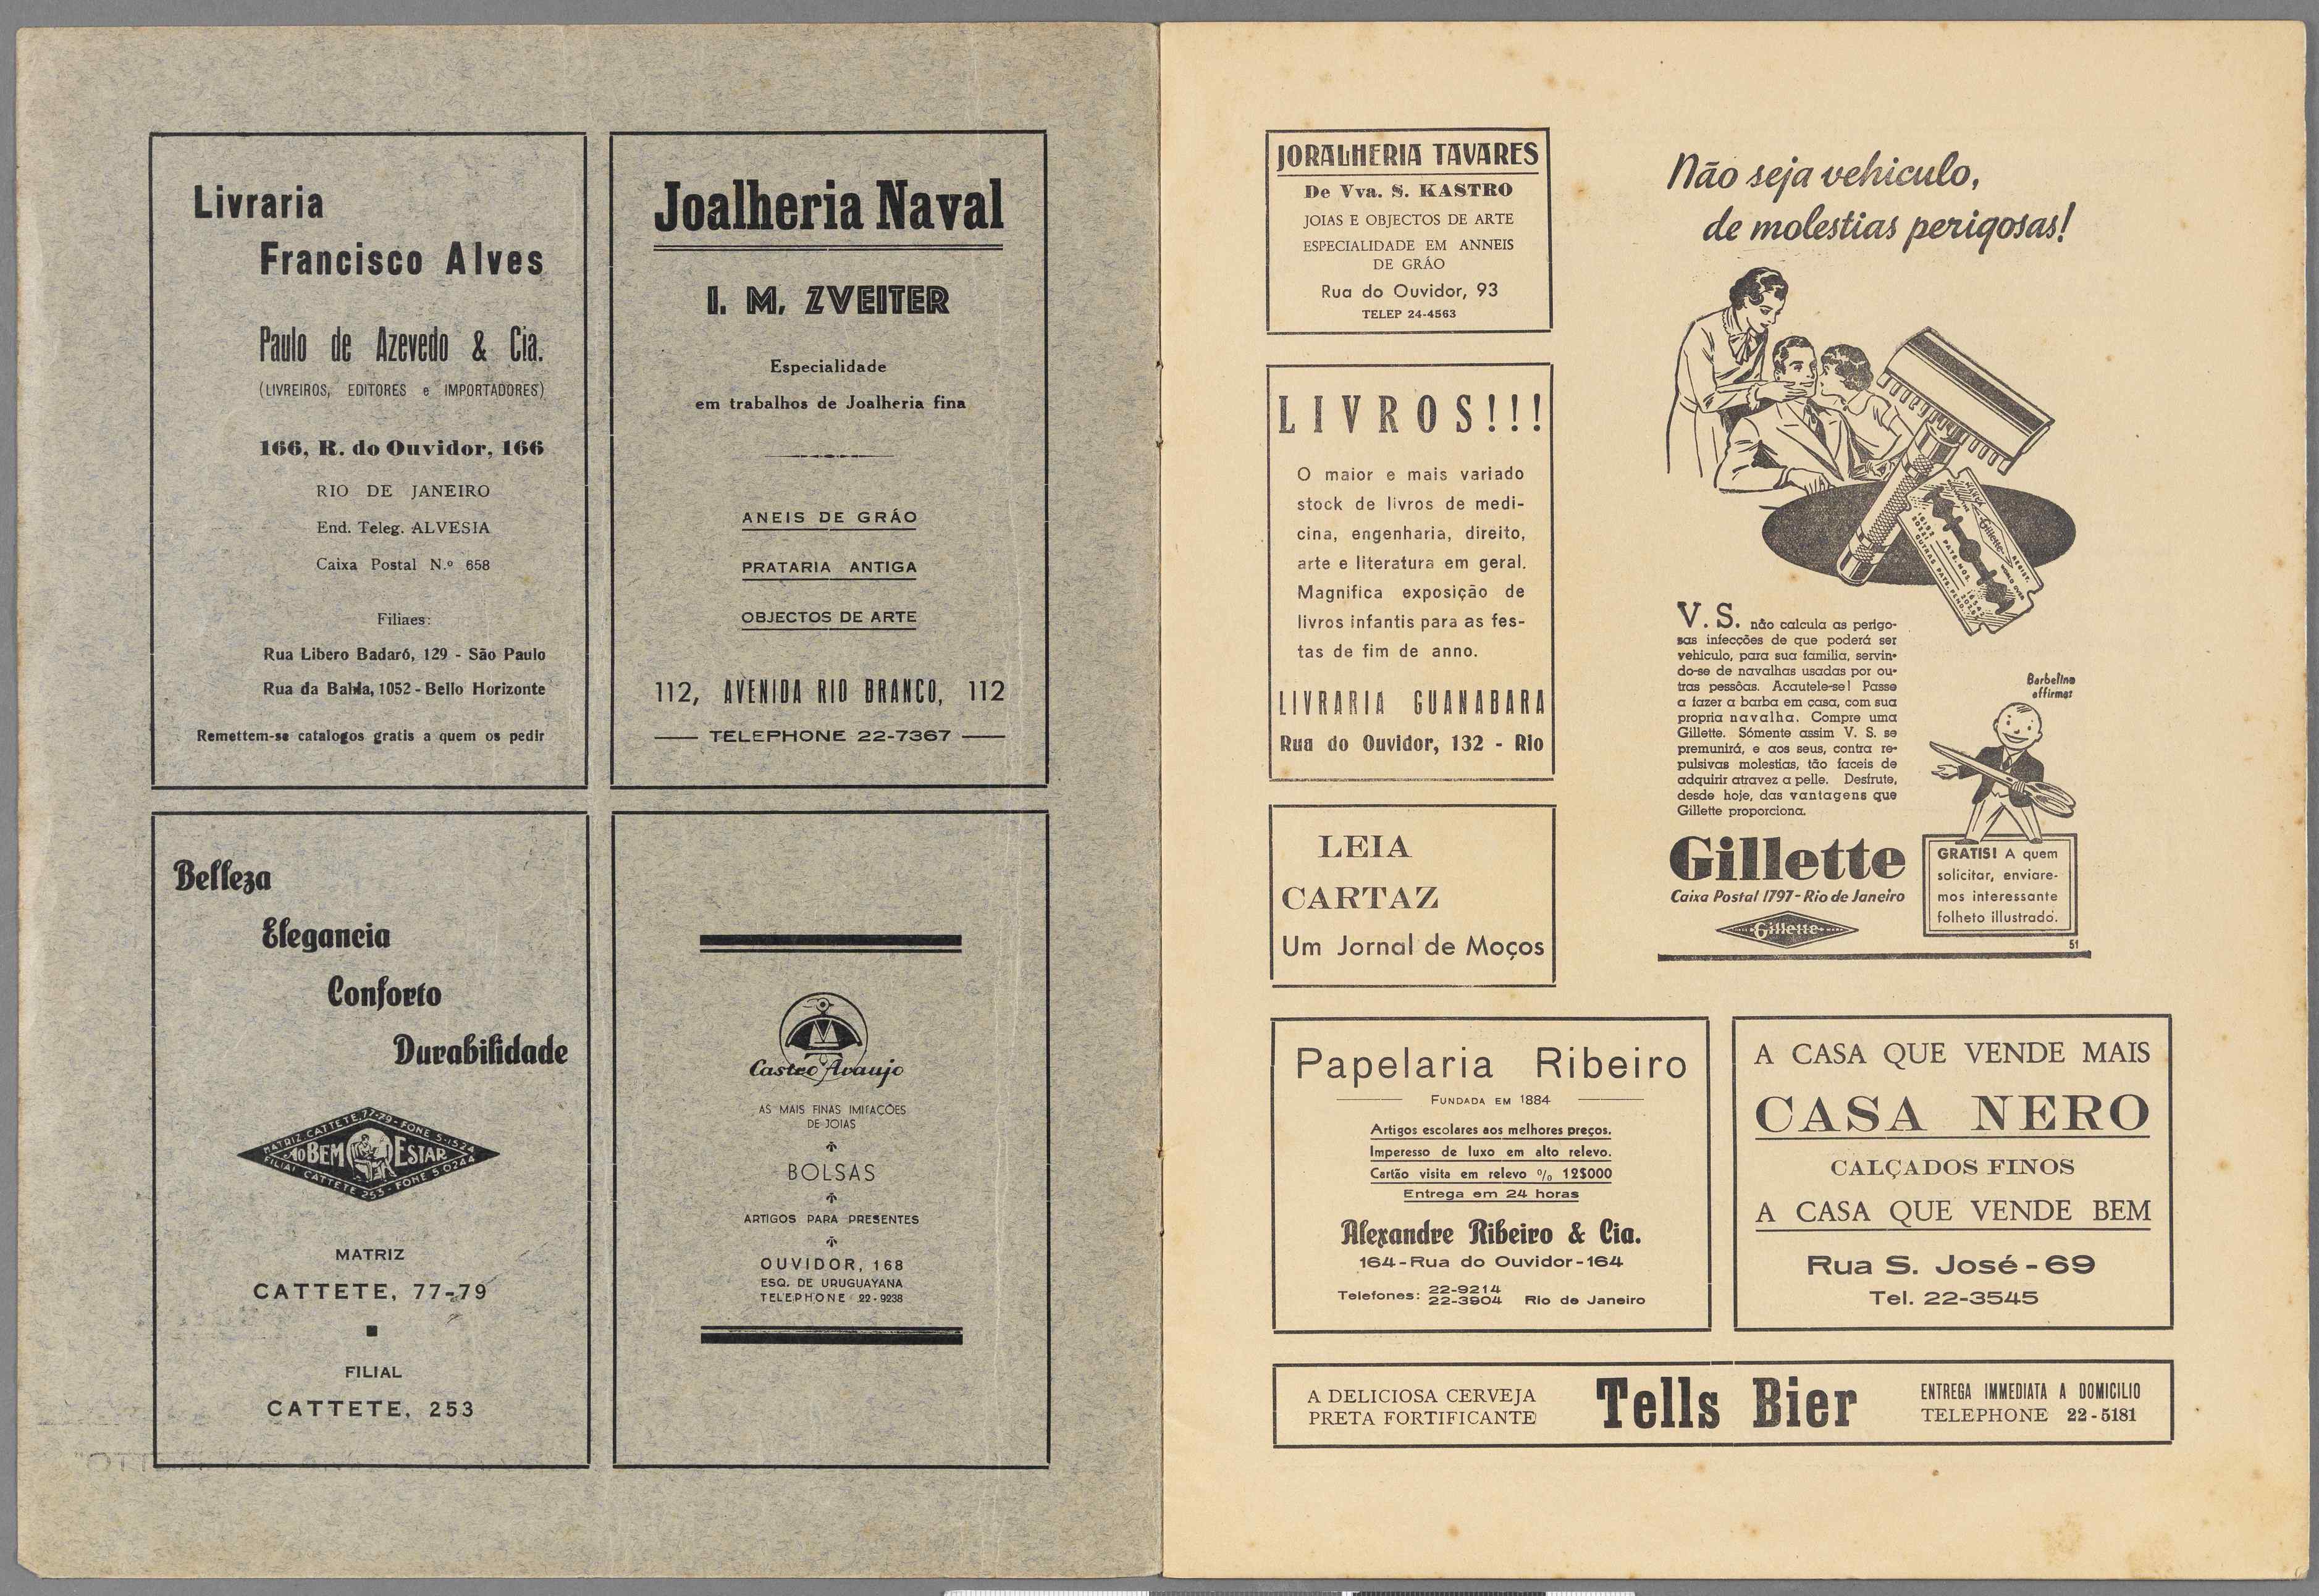 Livraria
Francisco Alves
Paulo de Azevedo & Cia.
(LIVREIROS, EDITORES e IMPORTADORES)
166, R. do Ouvidor, 166
RIO DE JANEIRO
End. Teleg. ALVESIA
Caixa Postal N.º 658
Filiaes:
Rua Libero Badaró, 129 - São Paulo
Rua da Bahia, 1052 - Bello Horizonte
Remettem-se catalogos gratis a quem os pedir
Joalheria Naval
I. M. ZVEITER
Especialidade
em trabalhos de Joalheria fina
ANEIS DE GRÁO
PRATARIA ANTIGA
OBJECTOS DE ARTE
112, AVENIDA RIO BRANCO, 112
TELEPHONE 22-7367
Belleza
Elegancia
Conforto
Durabilidade
MATRIZ CATTETE, 77-79 - FONE 5-1524
AO BEM ESTAR
FILIAL CATTETE 253 - FONE 5 0244
MATRIZ
CATTETE, 77-79
FILIAL
CATTETE, 253
Castro Araujo
AS MAIS FINAS IMITAÇÕES
DE JOIAS
BOLSAS
ARTIGOS PARA PRESENTES
OUVIDOR, 168
ESQ. DE URUGUAYANA
TELEPHONE 22-9238
JORALHERIA TAVARES
De Vva. S. KASTRO
JOIAS E OBJECTOS DE ARTE
ESPECIALIDADE EM ANNEIS
DE GRÁO
Rua do Ouvidor, 93
TELEP 24-4563
LIVROS!!!
O maior e mais variado
stock de livros de medi-
cina, engenharia, direito,
arte e literatura em geral.
Magnifica exposição de
livros infantis para as fes-
tas de fim de anno.
LIVRARIA GUANABARA
Rua do Ouvidor, 132 - Rio
LEIA
CARTAZ
Um Jornal de Moços
Não seja vehiculo,
de molestias perigosas!
Gillette
V. S. não calcula as perigo-
sas infecções de que poderá ser
vehiculo, para sua familia, servin-
do-se de navalhas usadas por ou-
tras pessôas. Acautele-se! Passe
a fazer a barba em casa, com sua
propria navalha. Compre uma
Gillette. Sómente assim V. S. se
premunirá, e aos seus, contra re-
pulsivas molestias, tão faceis de
adquirir atravez a pelle. Desfrute,
desde hoje, das vantagens que
Gillette proporciona.
Barbelino
affirma:
Gillette
Caixa Postal 1797 - Rio de Janeiro
Gillette
GRATIS! A quem
solicitar, enviare-
mos interessante
folheto illustrado.
51
Papelaria Ribeiro
FUNDADA EM 1884
Artigos escolares aos melhores preços.
Imperesso de luxo em alto relevo.
Cartão visita em relevo % 12$000
Entrega em 24 horas
Alexandre Ribeiro & Cia.
164-Rua do Ouvidor-164
Telefones: 22-9214
22-3904 Rio de Janeiro
A CASA QUE VENDE MAIS
CASA NERO
CALÇADOS FINOS
A CASA QUE VENDE BEM
Rua S. José - 69
Tel. 22-3545
A DELICIOSA CERVEJA
PRETA FORTIFICANTE
Tells Bier
ENTREGA IMMEDIATA A DOMICILIO
TELEPHONE 22-5181